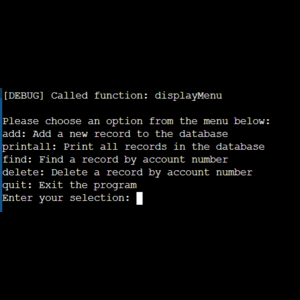 [DEBUG] Called function: displayMenu
Please choose an option from the menu below:
add: Add a new record to the database
printall: Print all records in the database
find: Find a record by account number
delete: Delete a record by account number
quit: Exit the program
Enter your selection: